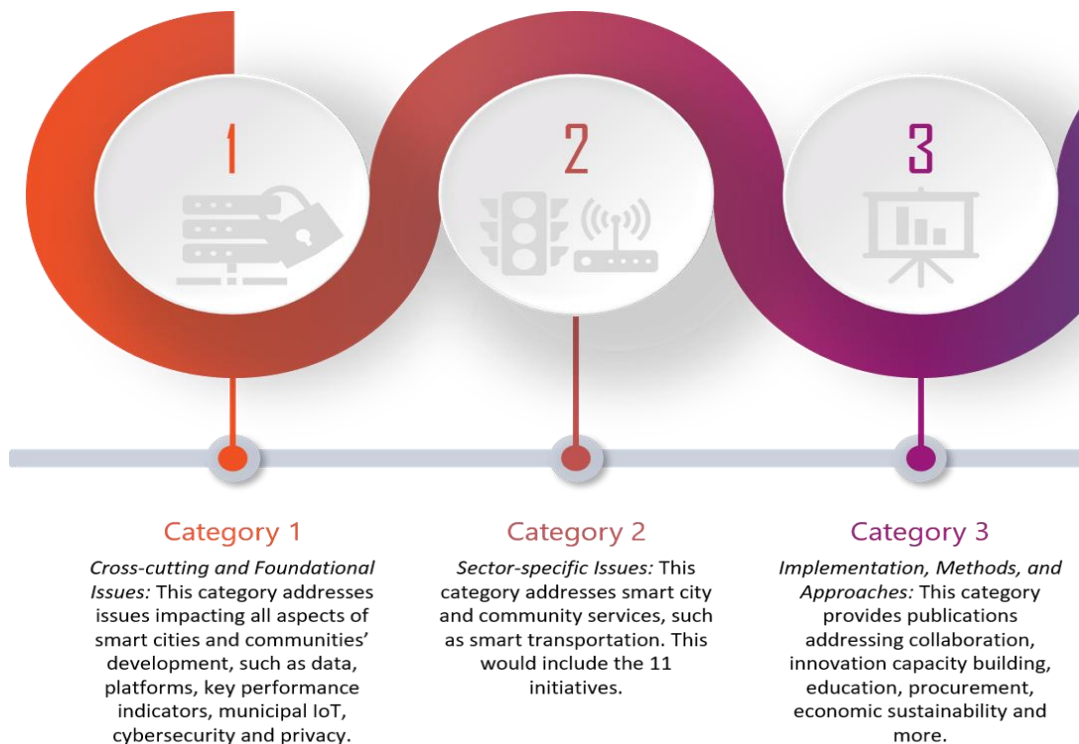 1
2
3
Category 1
Cross-cutting and Foundational
Issues: This category addresses
issues impacting all aspects of
smart cities and communities’
development, such as data,
platforms, key performance
indicators, municipal IoT,
cybersecurity and privacy.
Category 2
Sector-specific Issues: This
category addresses smart city
and community services, such
as smart transportation. This
would include the 11
initiatives.
Category 3
Implementation, Methods, and
Approaches: This category
provides publications
addressing collaboration,
innovation capacity building,
education, procurement,
economic sustainability and
more.